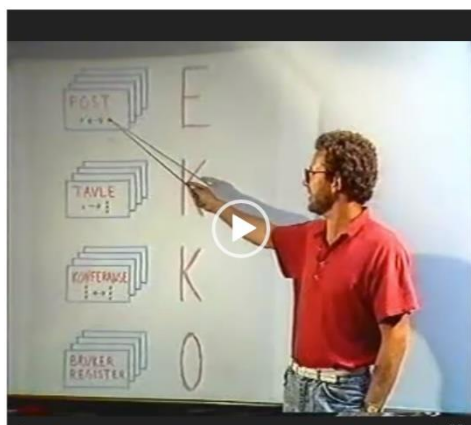 POST
E
TAVLE
K
KONFERANSE
K
BRUKER
REGISTER
O